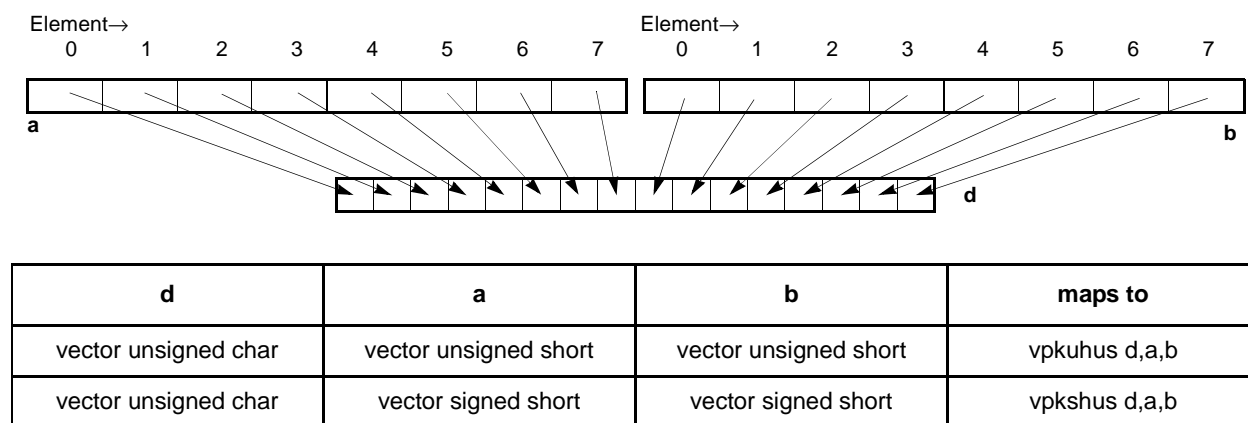 Element→ Element→
0 1 2 3 4 5 6 7 0 1 2 3 4 5 6 7
a b
d
d a b maps to
vector unsigned char vector unsigned short vector unsigned short vpkuhus d,a,b
vector unsigned char vector signed short vector signed short vpkshus d,a,b